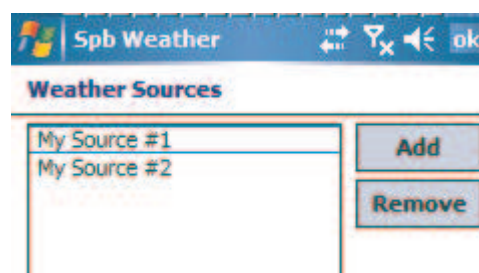 Spb Weather ok
Weather Sources
My Source #1
My Source #2
Add
Remove